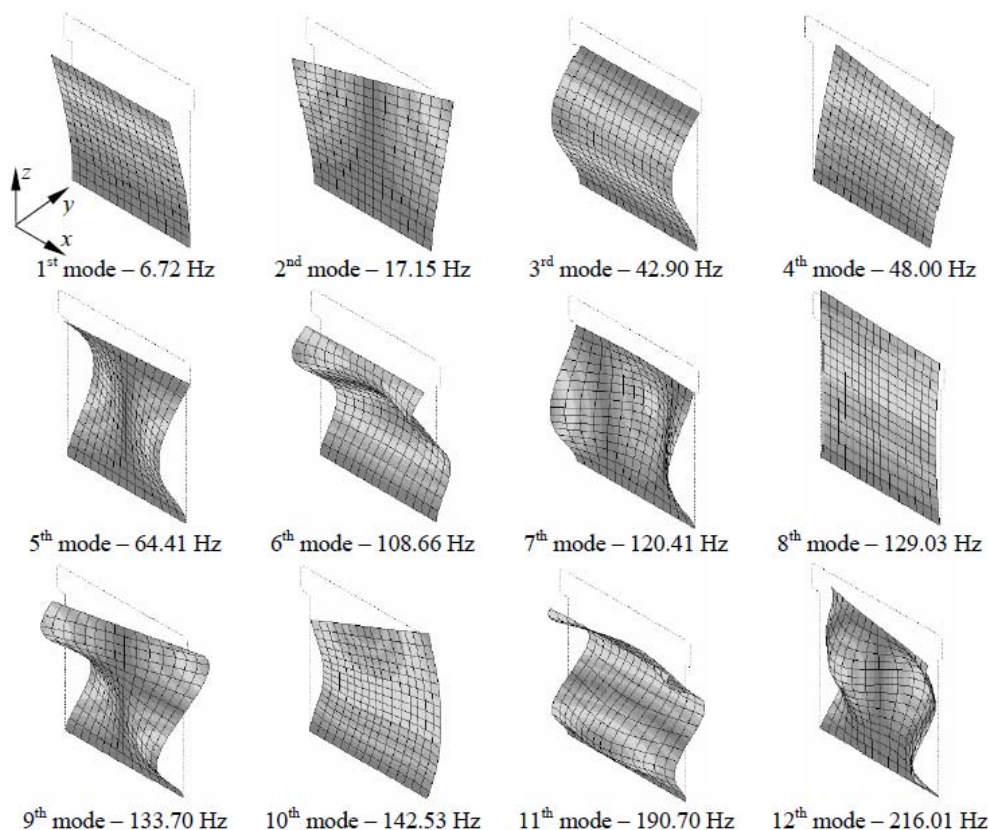 z
y
x
1st mode – 6.72 Hz
2nd mode – 17.15 Hz
3rd mode – 42.90 Hz
4th mode – 48.00 Hz
5th mode – 64.41 Hz
6th mode – 108.66 Hz
7th mode – 120.41 Hz
8th mode – 129.03 Hz
9th mode – 133.70 Hz
10th mode – 142.53 Hz
11th mode – 190.70 Hz
12th mode – 216.01 Hz